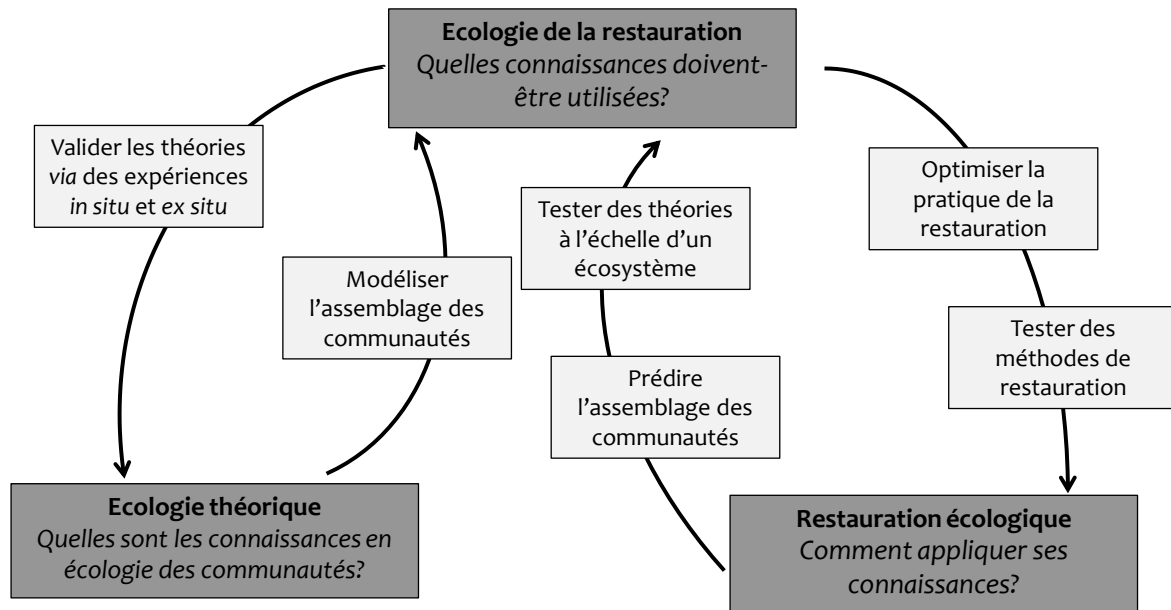 Ecologie de la restauration
Quelles connaissances doivent-
être utilisées?
Valider les théories
via des expériences
in situ et ex situ
Modéliser
l'assemblage des
communautés
Tester des théories
à l'échelle d'un
écosystème
Prédire
l'assemblage des
communautés
Optimiser la
pratique de la
restauration
Tester des
méthodes de
restauration
Ecologie théorique
Quelles sont les connaissances en
écologie des communautés?
Restauration écologique
Comment appliquer ses
connaissances?